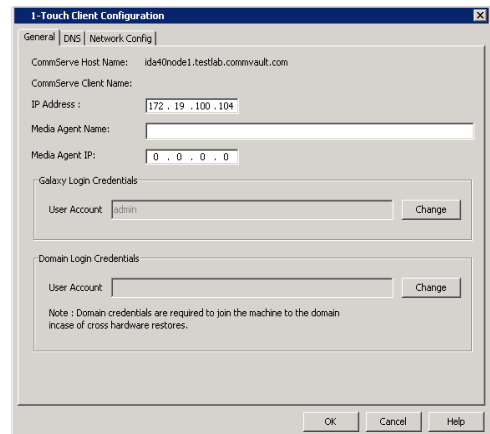 1-Touch Client Configuration
General DNS Network Config
CommServe Host Name: ida40node1.testlab.commvault.com
CommServe Client Name:
IP Address : 172 . 19 . 100 . 104
Media Agent Name:
Media Agent IP: 0 . 0 . 0 . 0
Galaxy Login Credentials
User Account admin Change
Domain Login Credentials
User Account Change
Note : Domain credentials are required to join the machine to the domain
incase of cross hardware restores.
OK Cancel Help